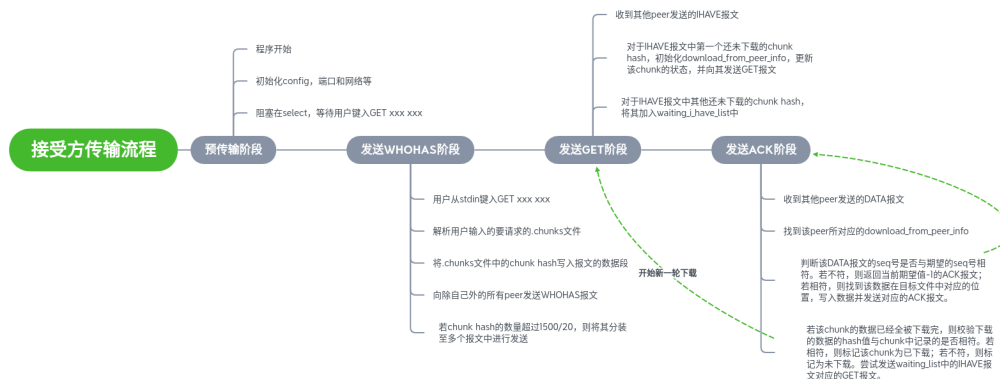 接受方传输流程
预传输阶段
程序开始
初始化config，端口和网络等
阻塞在select，等待用户键入GET xxx xxx
发送WHOHAS阶段
用户从stdin键入GET xxx xxx
解析用户输入的要请求的.chunks文件
将.chunks文件中的chunk hash写入报文的数据段
向除自己外的所有peer发送WHOHAS报文
若chunk hash的数量超过1500/20，则将其分装
至多个报文中进行发送
发送GET阶段
收到其他peer发送的IHAVE报文
对于IHAVE报文中第一个还未下载的chunk
hash，初始化download_from_peer_info，更新
该chunk的状态，并向其发送GET报文
对于IHAVE报文中其他还未下载的chunk hash，
将其加入waiting_i_have_list中
开始新一轮下载
发送ACK阶段
收到其他peer发送的DATA报文
找到该peer所对应的download_from_peer_info
判断该DATA报文的seq号是否与期望的seq号相
符。若不符，则返回当前期望值-1的ACK报文；
若相符，则找到该数据在目标文件中对应的位
置，写入数据并发送对应的ACK报文。
若该chunk的数据已经全被下载完，则校验下载
的数据的hash值与chunk中记录的是否相符。若
相符，则标记该chunk为已下载；若不符，则标
记为未下载。尝试发送waiting_list中的IHAVE报
文对应的GET报文。